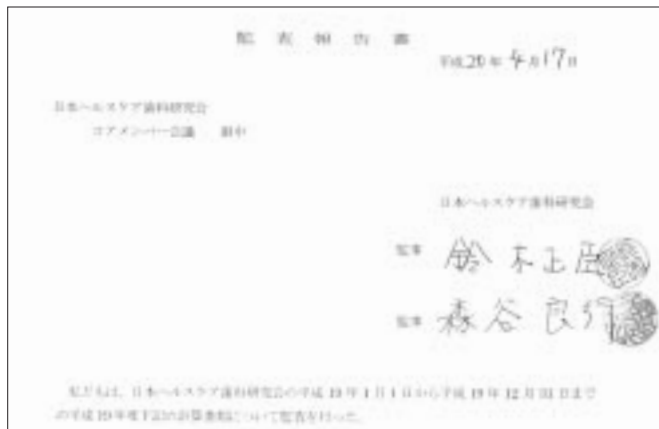 監査報告書
平成20年4月17日
日本ヘルスケア歯科研究会
コアメンバー会議 御中
日本ヘルスケア歯科研究会
監事 鈴木正臣
監事 森谷良行
私どもは、日本ヘルスケア歯科研究会の平成19年1月1日から平成19年12月31日まで
の平成19年度下記の計算書類について監査を行った。